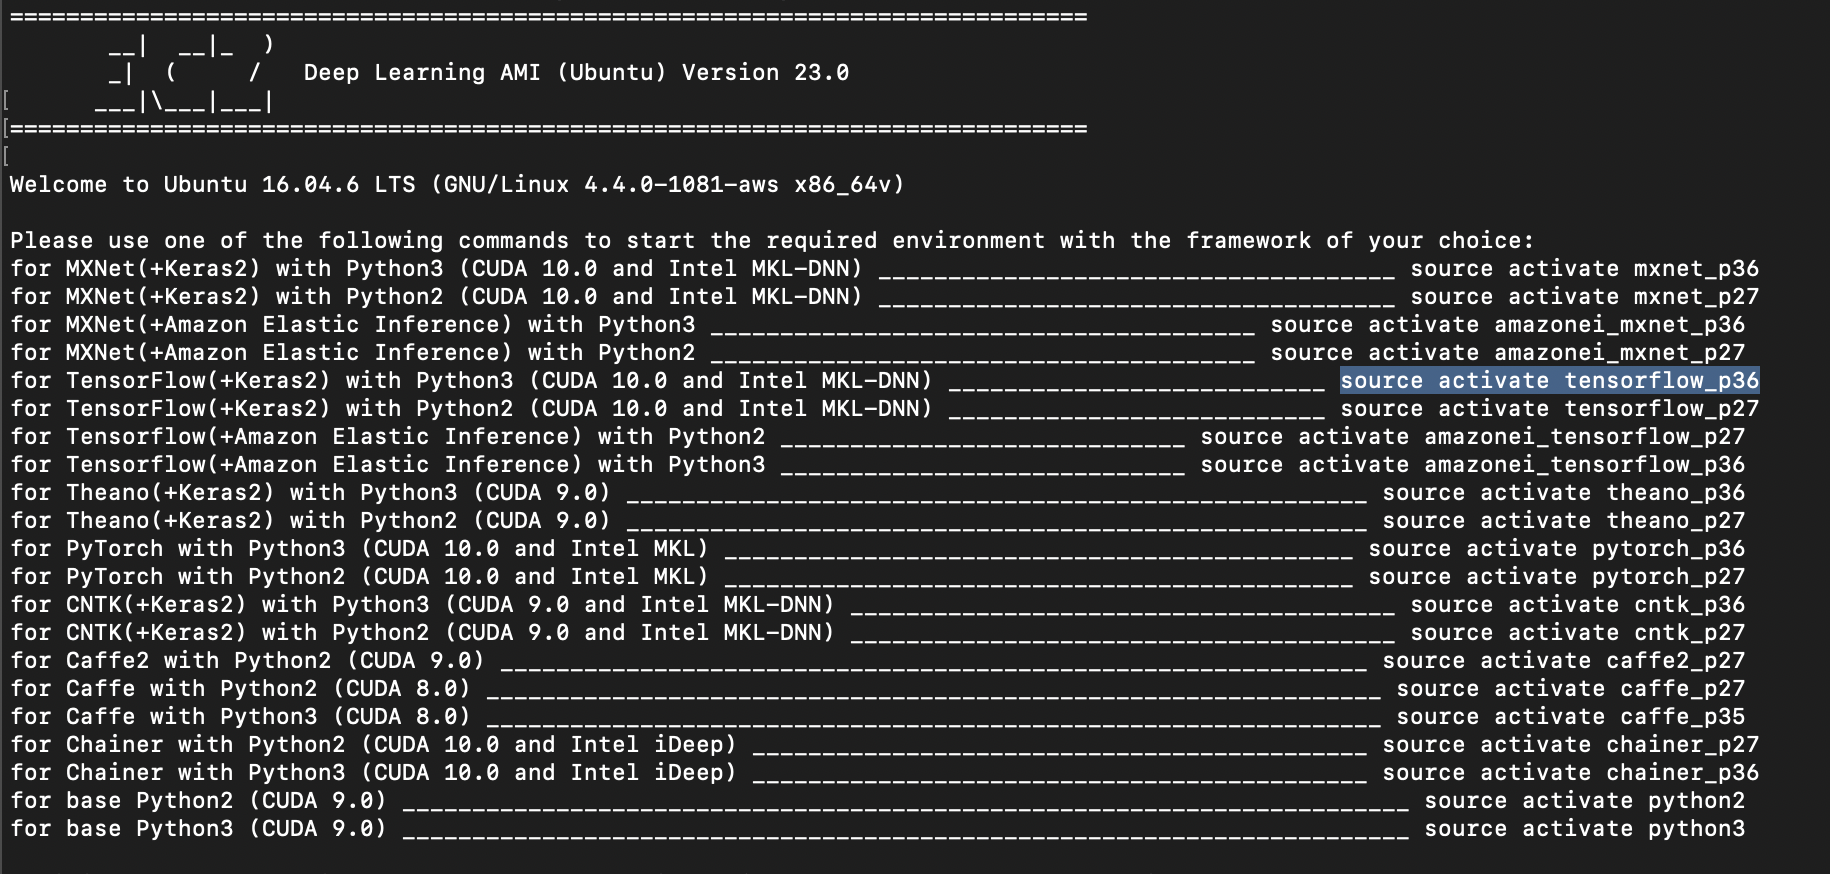 =============================================================================
       __|  __|_  )
       _|  (     /   Deep Learning AMI (Ubuntu) Version 23.0
[      ___|\___|___|
[=============================================================================
[
Welcome to Ubuntu 16.04.6 LTS (GNU/Linux 4.4.0-1081-aws x86_64v)
Please use one of the following commands to start the required environment with the framework of your choice:
for MXNet(+Keras2) with Python3 (CUDA 10.0 and Intel MKL-DNN) _____________________________________ source activate mxnet_p36
for MXNet(+Keras2) with Python2 (CUDA 10.0 and Intel MKL-DNN) _____________________________________ source activate mxnet_p27
for MXNet(+Amazon Elastic Inference) with Python3 _______________________________________ source activate amazonei_mxnet_p36
for MXNet(+Amazon Elastic Inference) with Python2 _______________________________________ source activate amazonei_mxnet_p27
for TensorFlow(+Keras2) with Python3 (CUDA 10.0 and Intel MKL-DNN) ___________________________ source activate tensorflow_p36
for TensorFlow(+Keras2) with Python2 (CUDA 10.0 and Intel MKL-DNN) ___________________________ source activate tensorflow_p27
for Tensorflow(+Amazon Elastic Inference) with Python2 _____________________________ source activate amazonei_tensorflow_p27
for Tensorflow(+Amazon Elastic Inference) with Python3 _____________________________ source activate amazonei_tensorflow_p36
for Theano(+Keras2) with Python3 (CUDA 9.0) _____________________________________________________ source activate theano_p36
for Theano(+Keras2) with Python2 (CUDA 9.0) _____________________________________________________ source activate theano_p27
for PyTorch with Python3 (CUDA 10.0 and Intel MKL) _____________________________________________ source activate pytorch_p36
for PyTorch with Python2 (CUDA 10.0 and Intel MKL) _____________________________________________ source activate pytorch_p27
for CNTK(+Keras2) with Python3 (CUDA 9.0 and Intel MKL-DNN) _______________________________________ source activate cntk_p36
for CNTK(+Keras2) with Python2 (CUDA 9.0 and Intel MKL-DNN) _______________________________________ source activate cntk_p27
for Caffe2 with Python2 (CUDA 9.0) ______________________________________________________________ source activate caffe2_p27
for Caffe with Python2 (CUDA 8.0) ________________________________________________________________ source activate caffe_p27
for Caffe with Python3 (CUDA 8.0) ________________________________________________________________ source activate caffe_p35
for Chainer with Python2 (CUDA 10.0 and Intel iDeep) ____________________________________________ source activate chainer_p27
for Chainer with Python3 (CUDA 10.0 and Intel iDeep) ____________________________________________ source activate chainer_p36
for base Python2 (CUDA 9.0) ________________________________________________________________________ source activate python2
for base Python3 (CUDA 9.0) ________________________________________________________________________ source activate python3